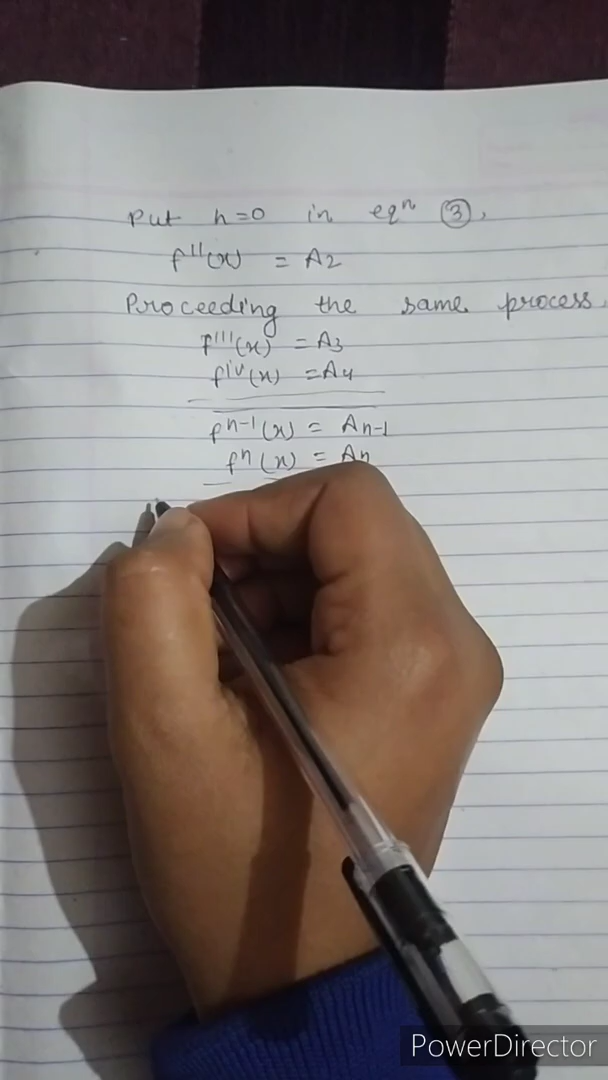 Put h=0 in eqⁿ ③,
f''(x) = A2
Proceeding the same process,
f'''(x) = A3
fⁱᵛ(x) = A4
fⁿ⁻¹(x) = An-1
fⁿ(x) = An
PowerDirector